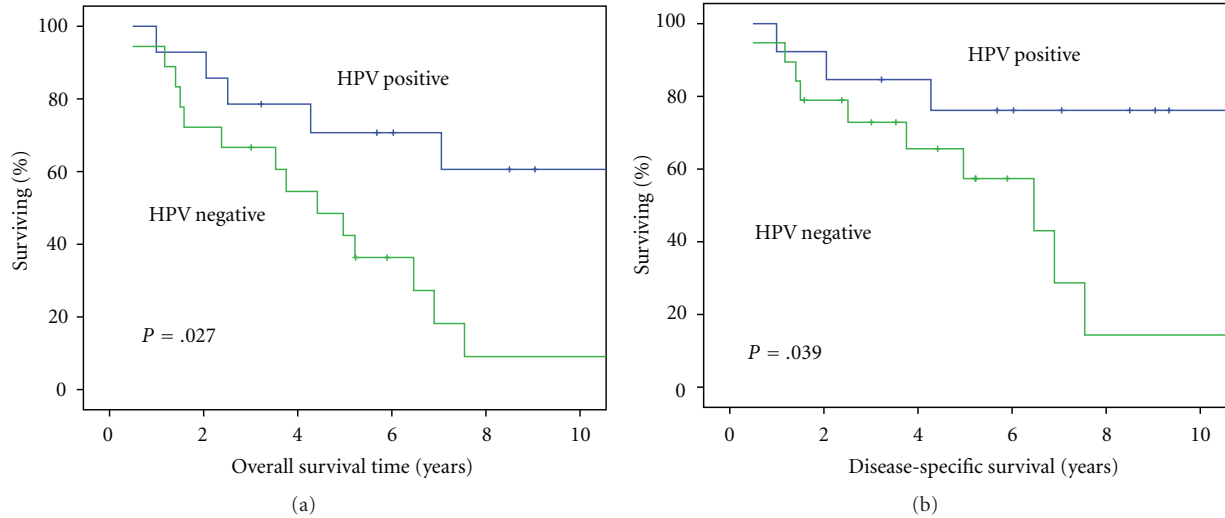 100
80
60
40
20
0
Surviving (%)
HPV positive
HPV negative
P = .027
0 2 4 6 8 10
Overall survival time (years)
(a)
100
80
60
40
20
0
Surviving (%)
HPV positive
HPV negative
P = .039
0 2 4 6 8 10
Disease-specific survival (years)
(b)